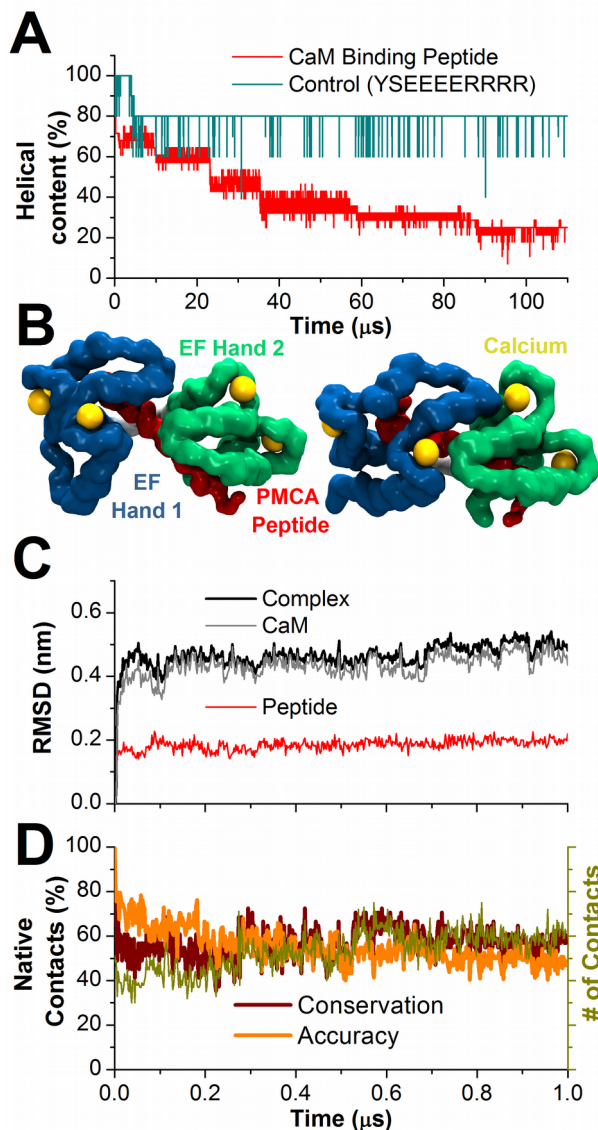 A
CaM Binding Peptide
Control (YSEEEERRRR)
Helical
content (%)
100
80
60
40
20
0
0
20
40
60
80
100
Time (μs)
B
EF Hand 2
Calcium
EF
Hand 1
PMCA
Peptide
C
Complex
CaM
Peptide
RMSD (nm)
0.6
0.4
0.2
0.0
D
Native
Contacts (%)
100
80
60
40
20
0
Conservation
Accuracy
# of Contacts
0.0
0.2
0.4
0.6
0.8
1.0
Time (μs)